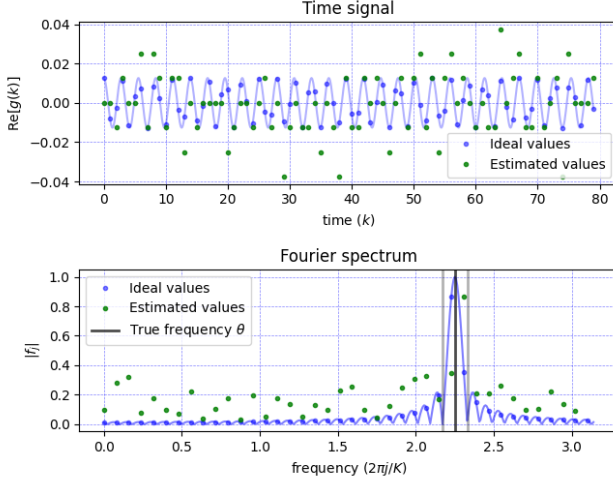 Time signal
0.04
0.02
0.00
−0.02
−0.04
Re[g(k)]
0 10 20 30 40 50 60 70 80
time (k)
Ideal values
Estimated values
Fourier spectrum
1.0
0.8
0.6
0.4
0.2
0.0
|fⱼ|
Ideal values
Estimated values
True frequency θ
0.0 0.5 1.0 1.5 2.0 2.5 3.0
frequency (2πj/K)